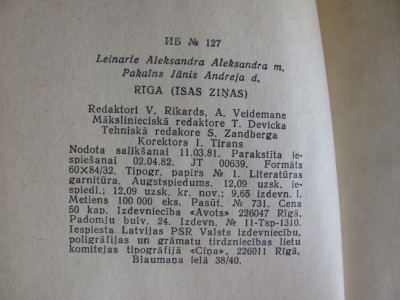 ИБ № 127
Leinarte Aleksandra Aleksandra m.
Pakalns Jānis Andreja d.
RĪGA (ĪSAS ZIŅAS)
Redaktori V. Rikards, A. Veidemane
Mākslinieciskā redaktore T. Devicka
Tehniskā redakore S. Zandberga
Korektors I. Tirans
Nodota salikšanai 11.03.81. Parakstīta ie-
spiešanai 02.04.82. JT 00639. Formāts
60×84/32. Tipogr. papīrs № 1. Literatūras
garnitūra. Augstspiedums. 12,09 uzsk. ie-
spiedl.; 12,09 uzsk. kr. nov.; 9,65 izdevn. l.
Metiens 100 000 eks. Pasūt. № 731. Cena
50 kap. Izdevniecība «Avots» 226047 Rīgā,
Padomju bulv. 24. Izdevn. № 11-Tsp-1310.
Iespiesta Latvijas PSR Valsts izdevniecību,
poligrāfijas un grāmatu tirdzniecības lietu
komitejas tipogrāfijā «Cīņa», 226011 Rīgā,
Blaumaņa ielā 38/40.